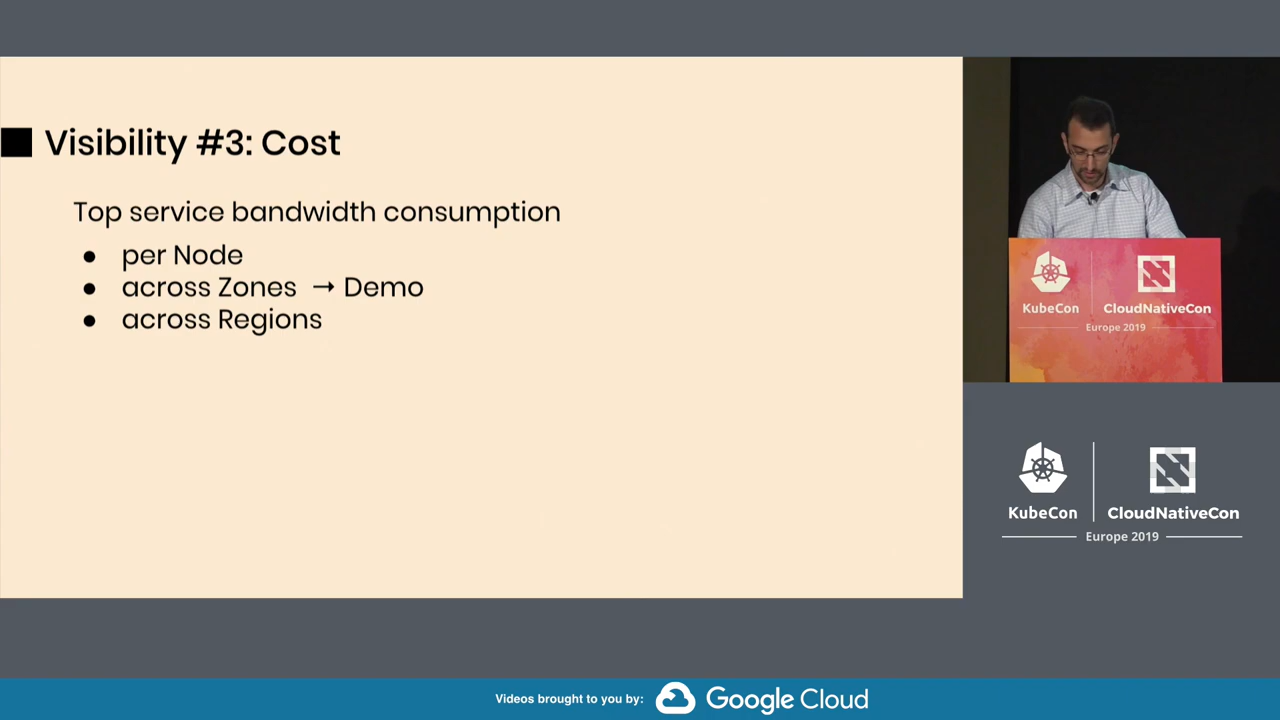 Visibility #3: Cost
Top service bandwidth consumption
● per Node
● across Zones → Demo
● across Regions
KubeCon
CloudNativeCon
Europe 2019
KubeCon
CloudNativeCon
Europe 2019
Videos brought to you by: Google Cloud